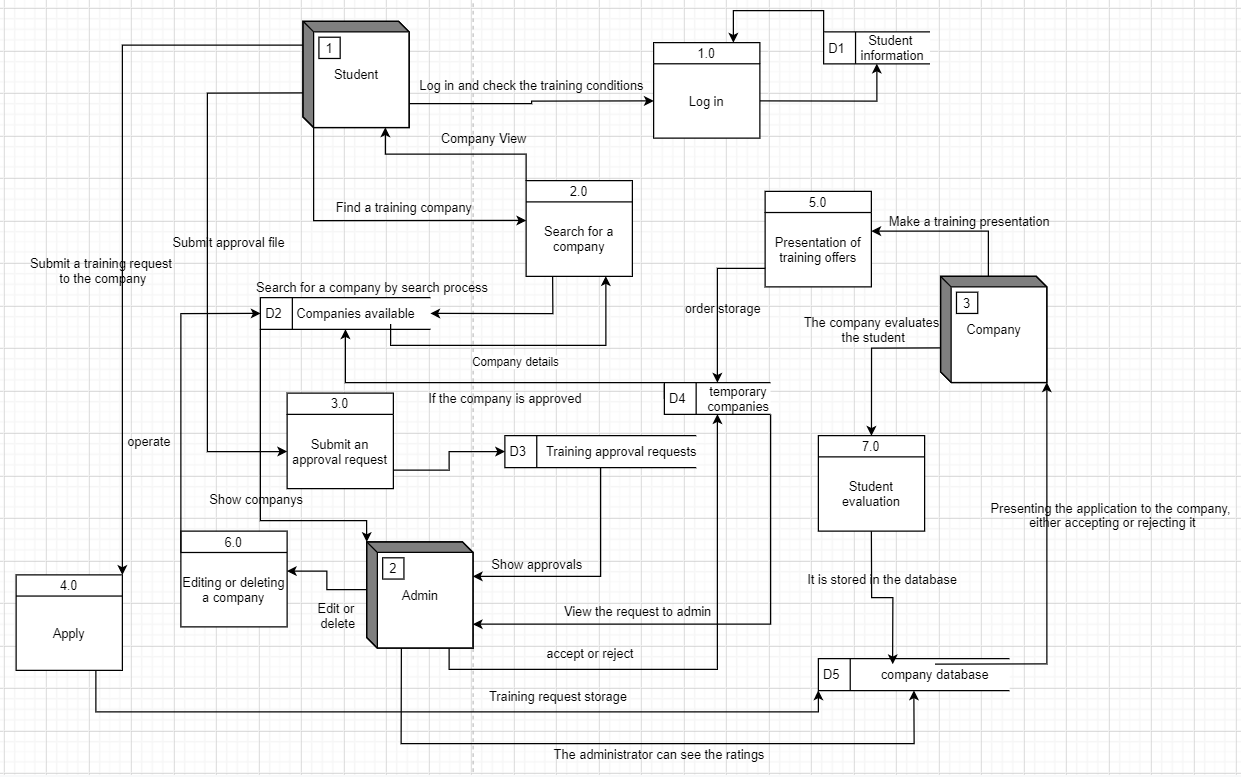 1
Student
1.0
Log in
D1
Student
information
Log in and check the training conditions
Company View
2.0
Search for a
company
Find a training company
5.0
Presentation of
training offers
Make a training presentation
Submit approval file
Submit a training request
to the company
Search for a company by search process
D2
Companies available
order storage
The company evaluates
the student
3
Company
Company details
D4
temporary
companies
If the company is approved
3.0
Submit an
approval request
operate
D3
Training approval requests
7.0
Student
evaluation
Show companys
Presenting the application to the company,
either accepting or rejecting it
6.0
Editing or deleting
a company
2
Admin
Show approvals
4.0
Apply
It is stored in the database
Edit or
delete
View the request to admin
accept or reject
D5
company database
Training request storage
The administrator can see the ratings